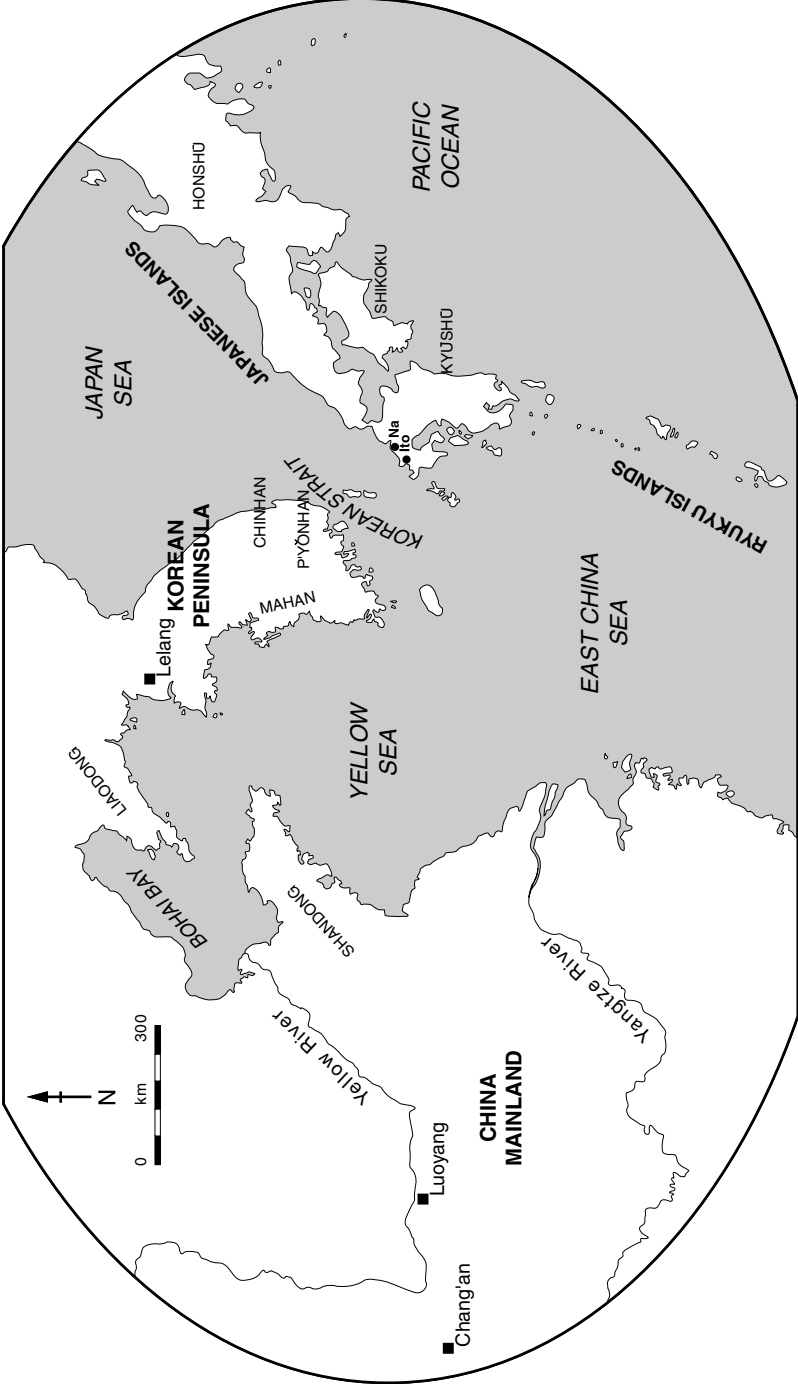 JAPAN
SEA
HONSHŪ
PACIFIC
OCEAN
JAPANESE ISLANDS
SHIKOKU
KYŪSHŪ
Na
Ito
KOREAN STRAIT
KOREAN
PENINSULA
CHINHAN
P'YŎNHAN
MAHAN
Lelang
RYUKYU ISLANDS
EAST CHINA
SEA
YELLOW
SEA
LIAODONG
BOHAI BAY
SHANDONG
Yellow River
Yangtze River
N
0 km 300
CHINA
MAINLAND
Luoyang
Chang'an